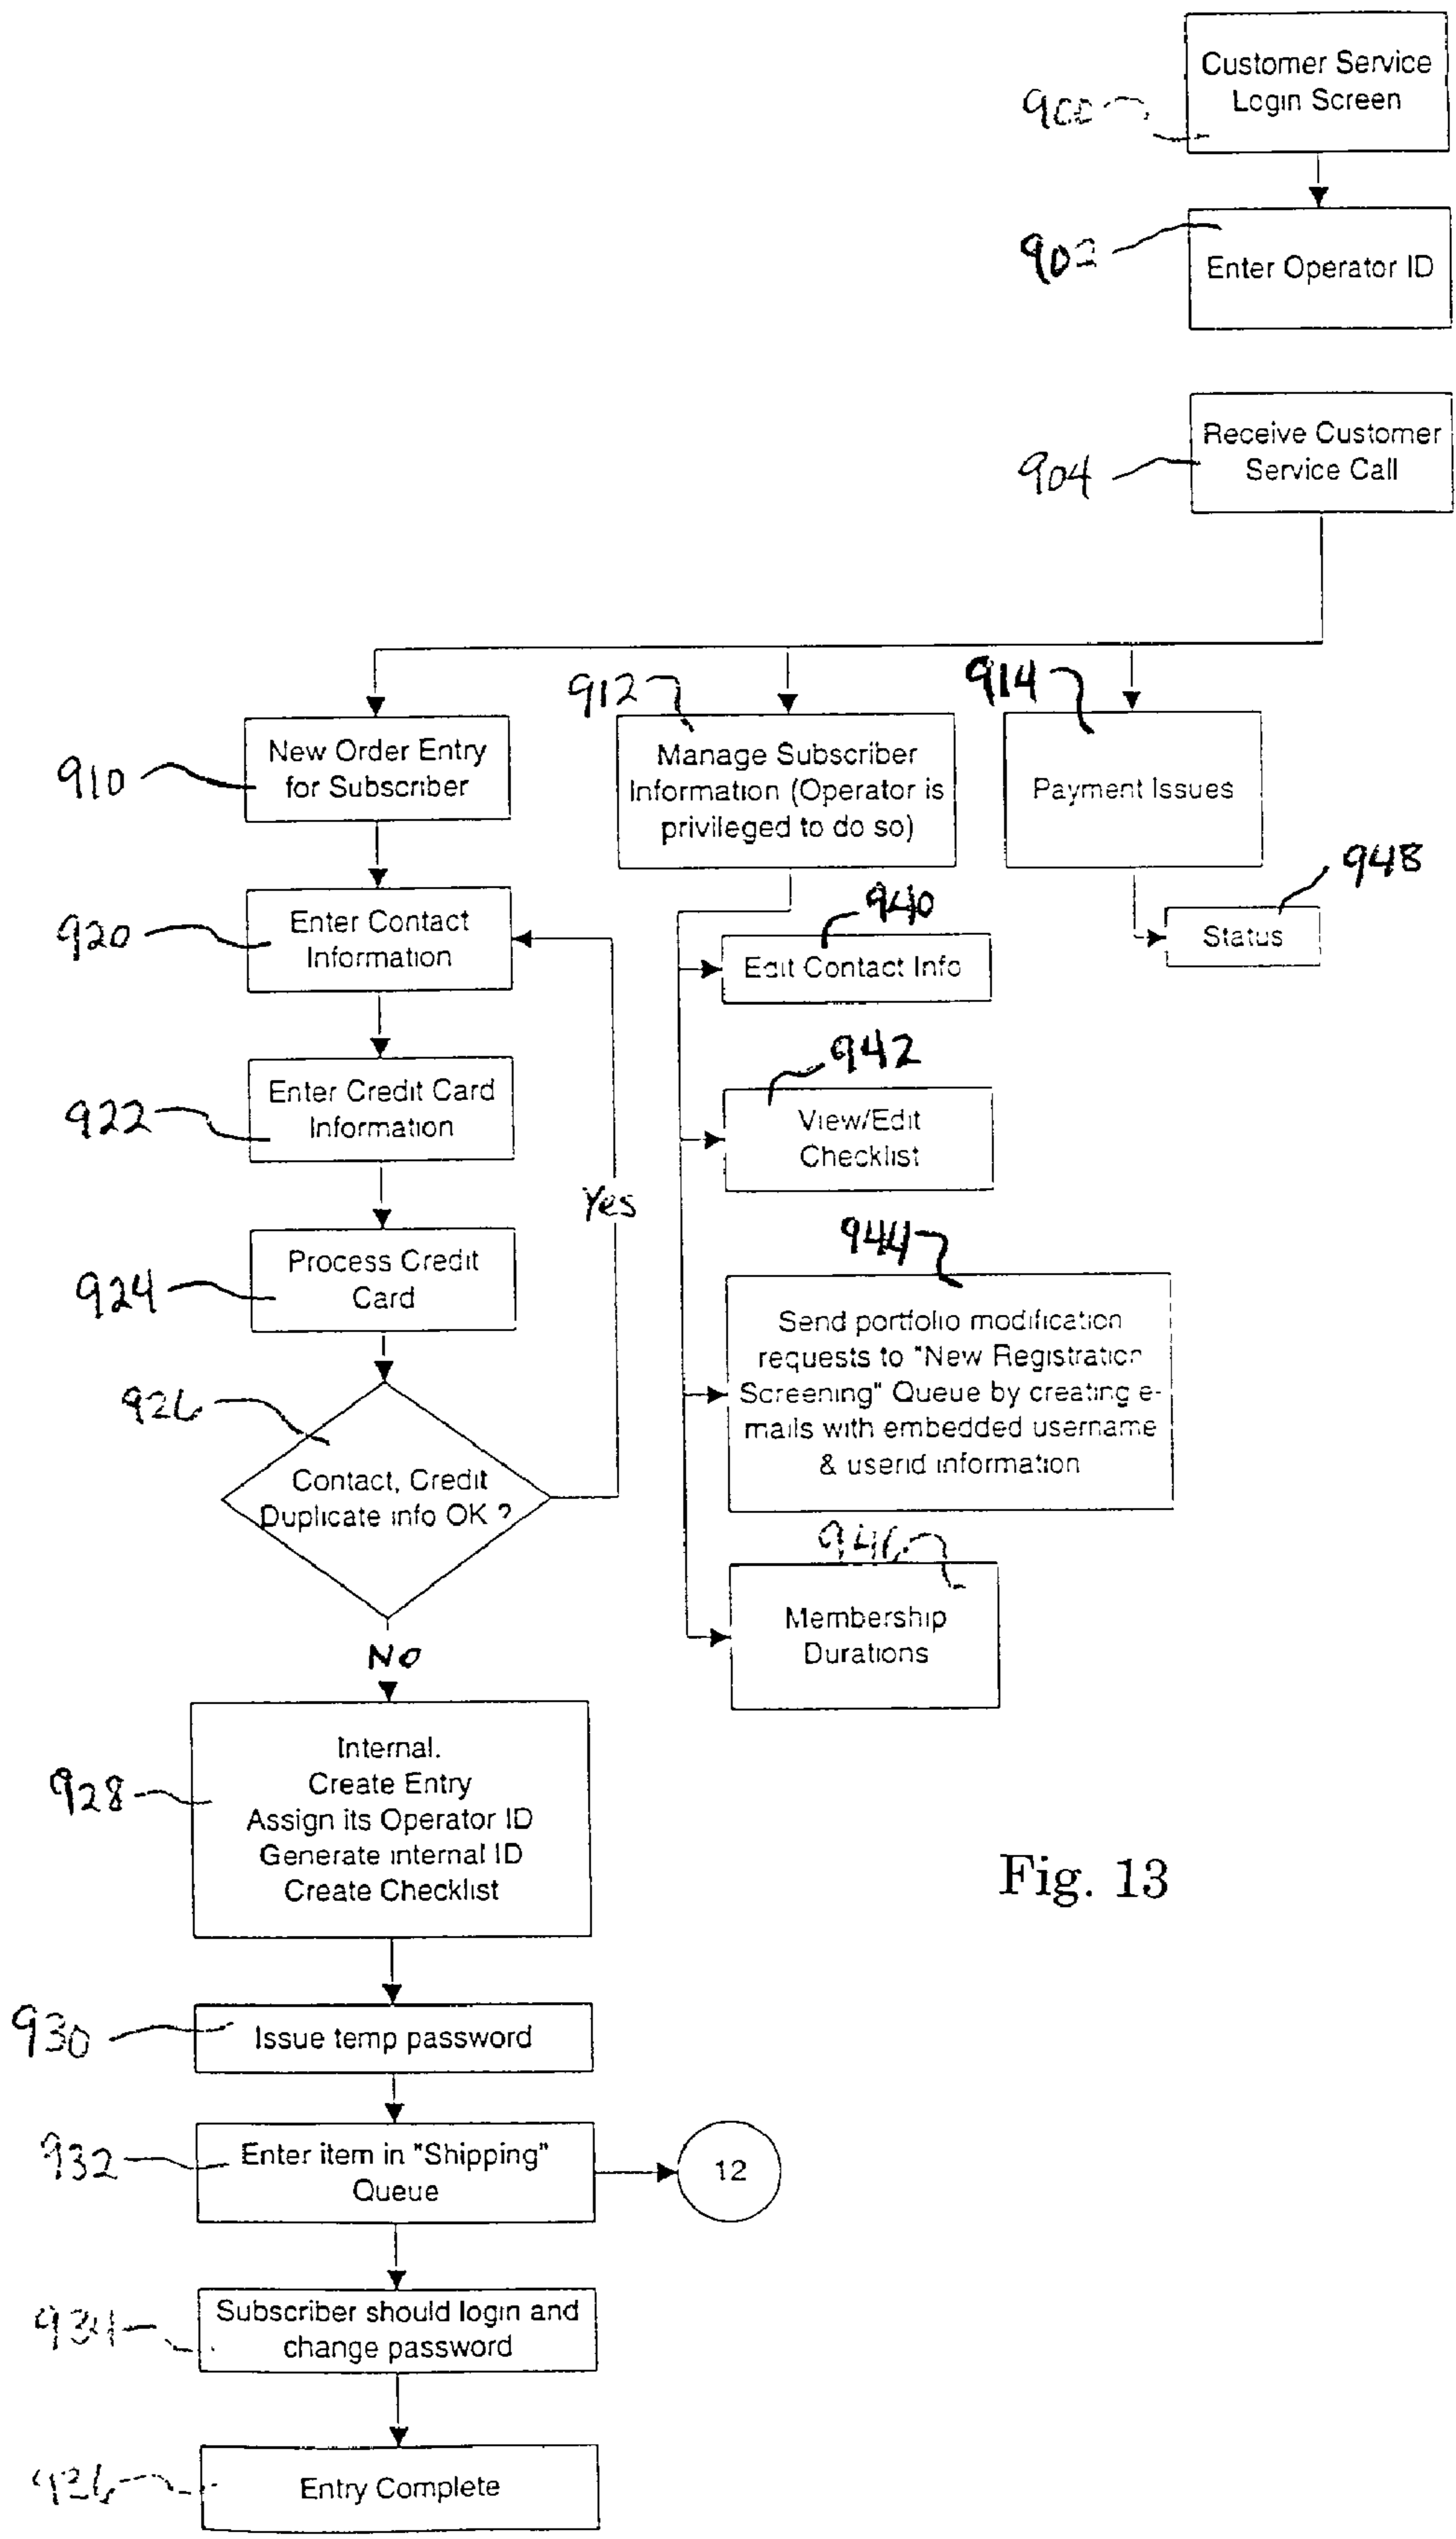 Customer Service
Login Screen
900
902
Enter Operator ID
Receive Customer
Service Call
904
912
914
910
New Order Entry
for Subscriber
Manage Subscriber
Information (Operator is
privileged to do so)
Payment Issues
948
Status
940
Edit Contact Info
920
Enter Contact
Information
942
View/Edit
Checklist
922
Enter Credit Card
Information
Yes
944
924
Process Credit
Card
Send portfolio modification
requests to "New Registration
Screening" Queue by creating e-
mails with embedded username
& userid information
926
Contact, Credit
Duplicate info OK ?
946
Membership
Durations
No
928
Internal.
Create Entry
Assign its Operator ID
Generate internal ID
Create Checklist
Fig. 13
930
Issue temp password
932
Enter item in "Shipping"
Queue
12
934
Subscriber should login and
change password
Entry Complete